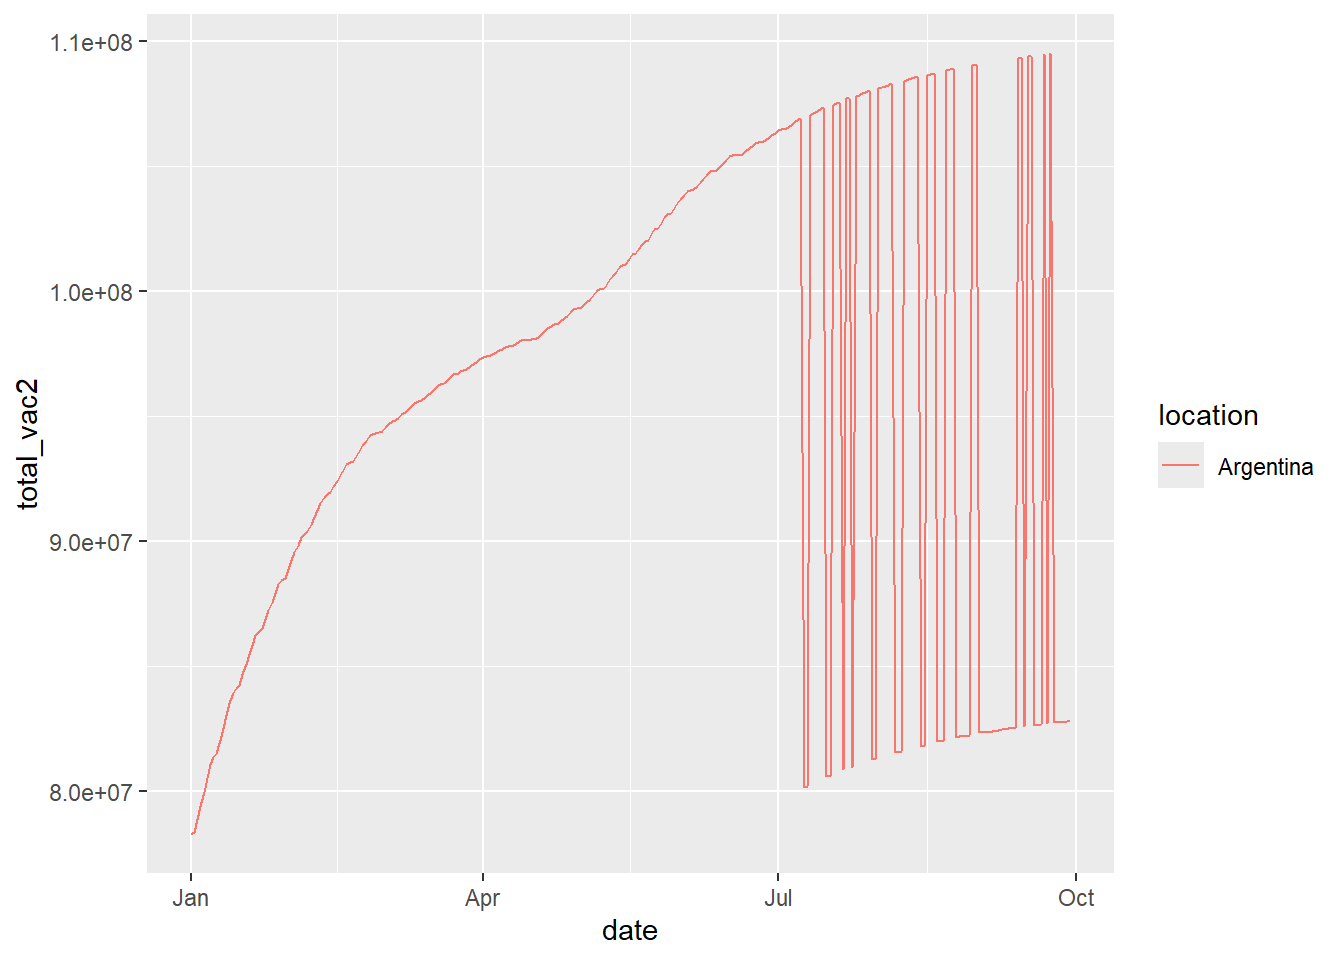 1.1e+08
1.0e+08
9.0e+07
8.0e+07
total_vac2
Jan Apr Jul Oct
date
location
Argentina